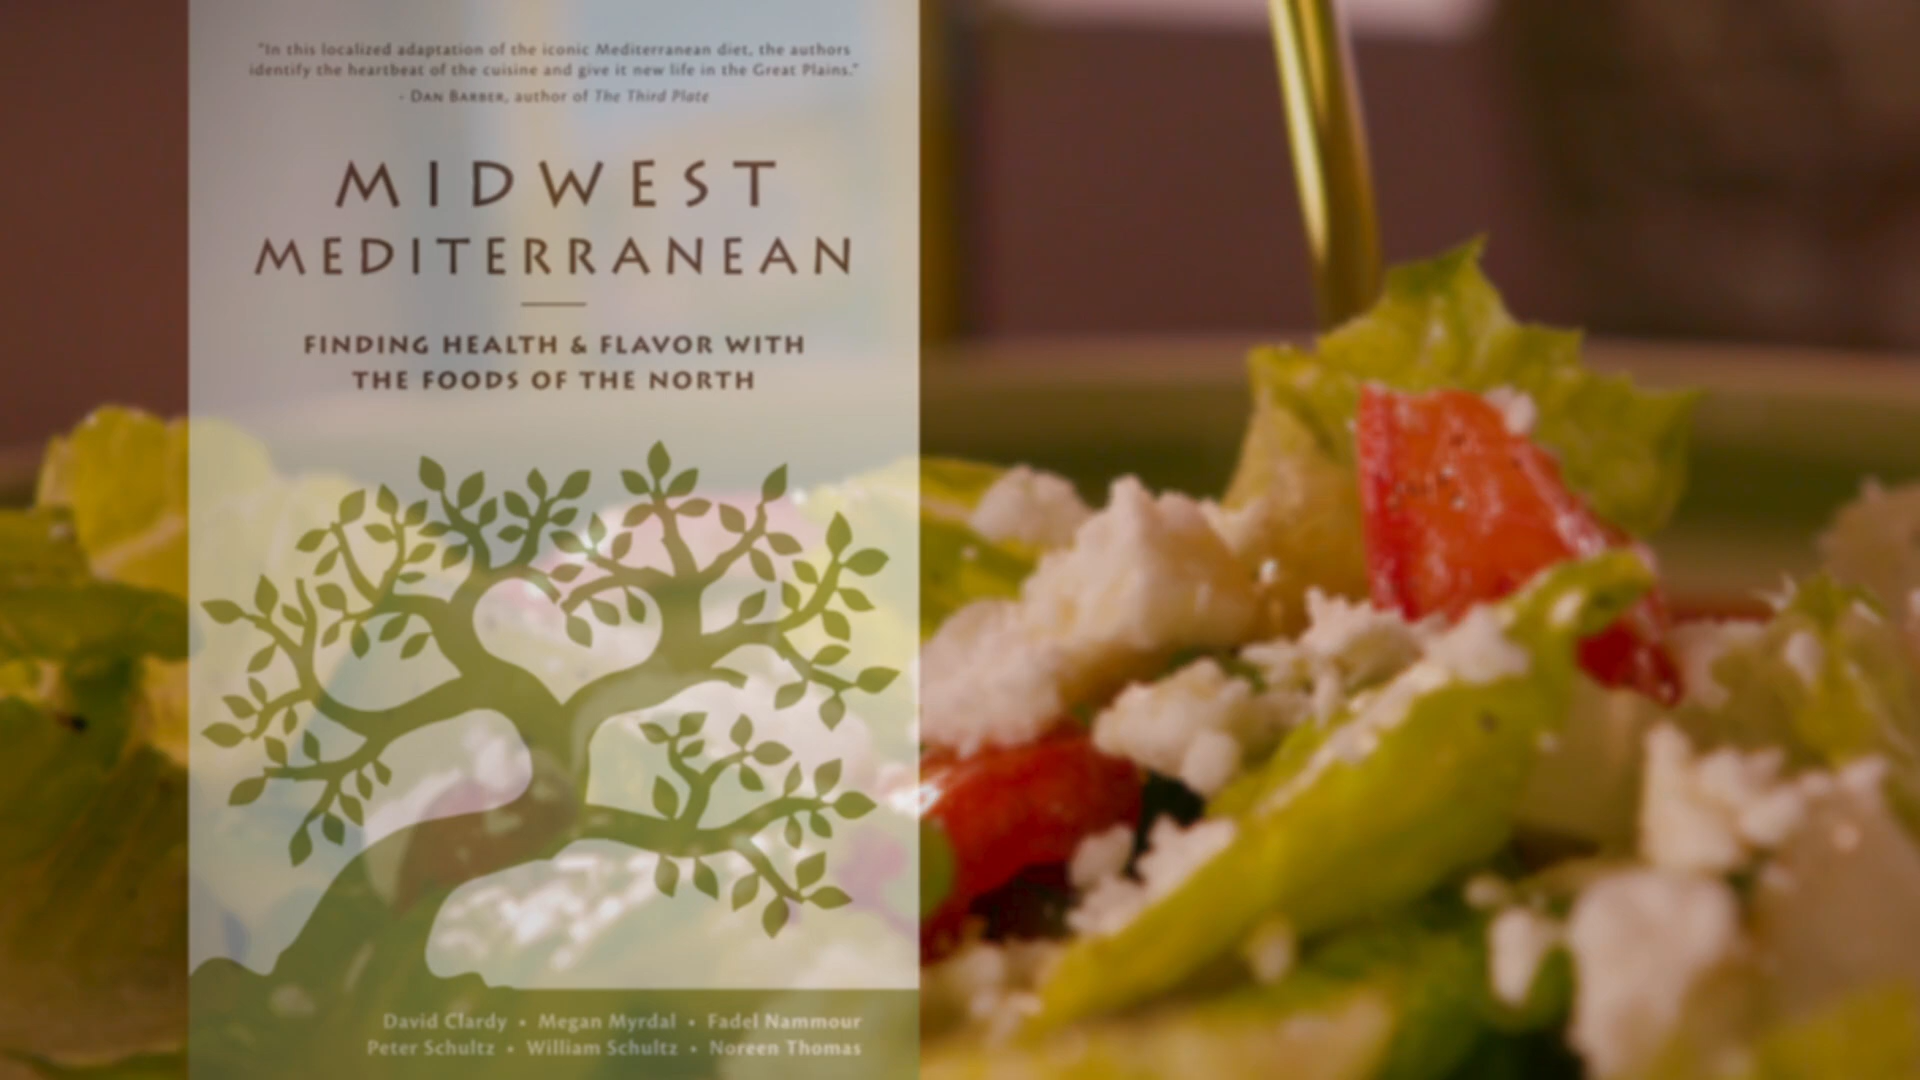 "In this localized adaptation of the iconic Mediterranean diet, the authors
identify the heartbeat of the cuisine and give it new life in the Great Plains."
- DAN BARBER, author of The Third Plate
MIDWEST
MEDITERRANEAN
FINDING HEALTH & FLAVOR WITH
THE FOODS OF THE NORTH
David Clardy • Megan Myrdal • Fadel Nammour
Peter Schultz • William Schultz • Noreen Thomas